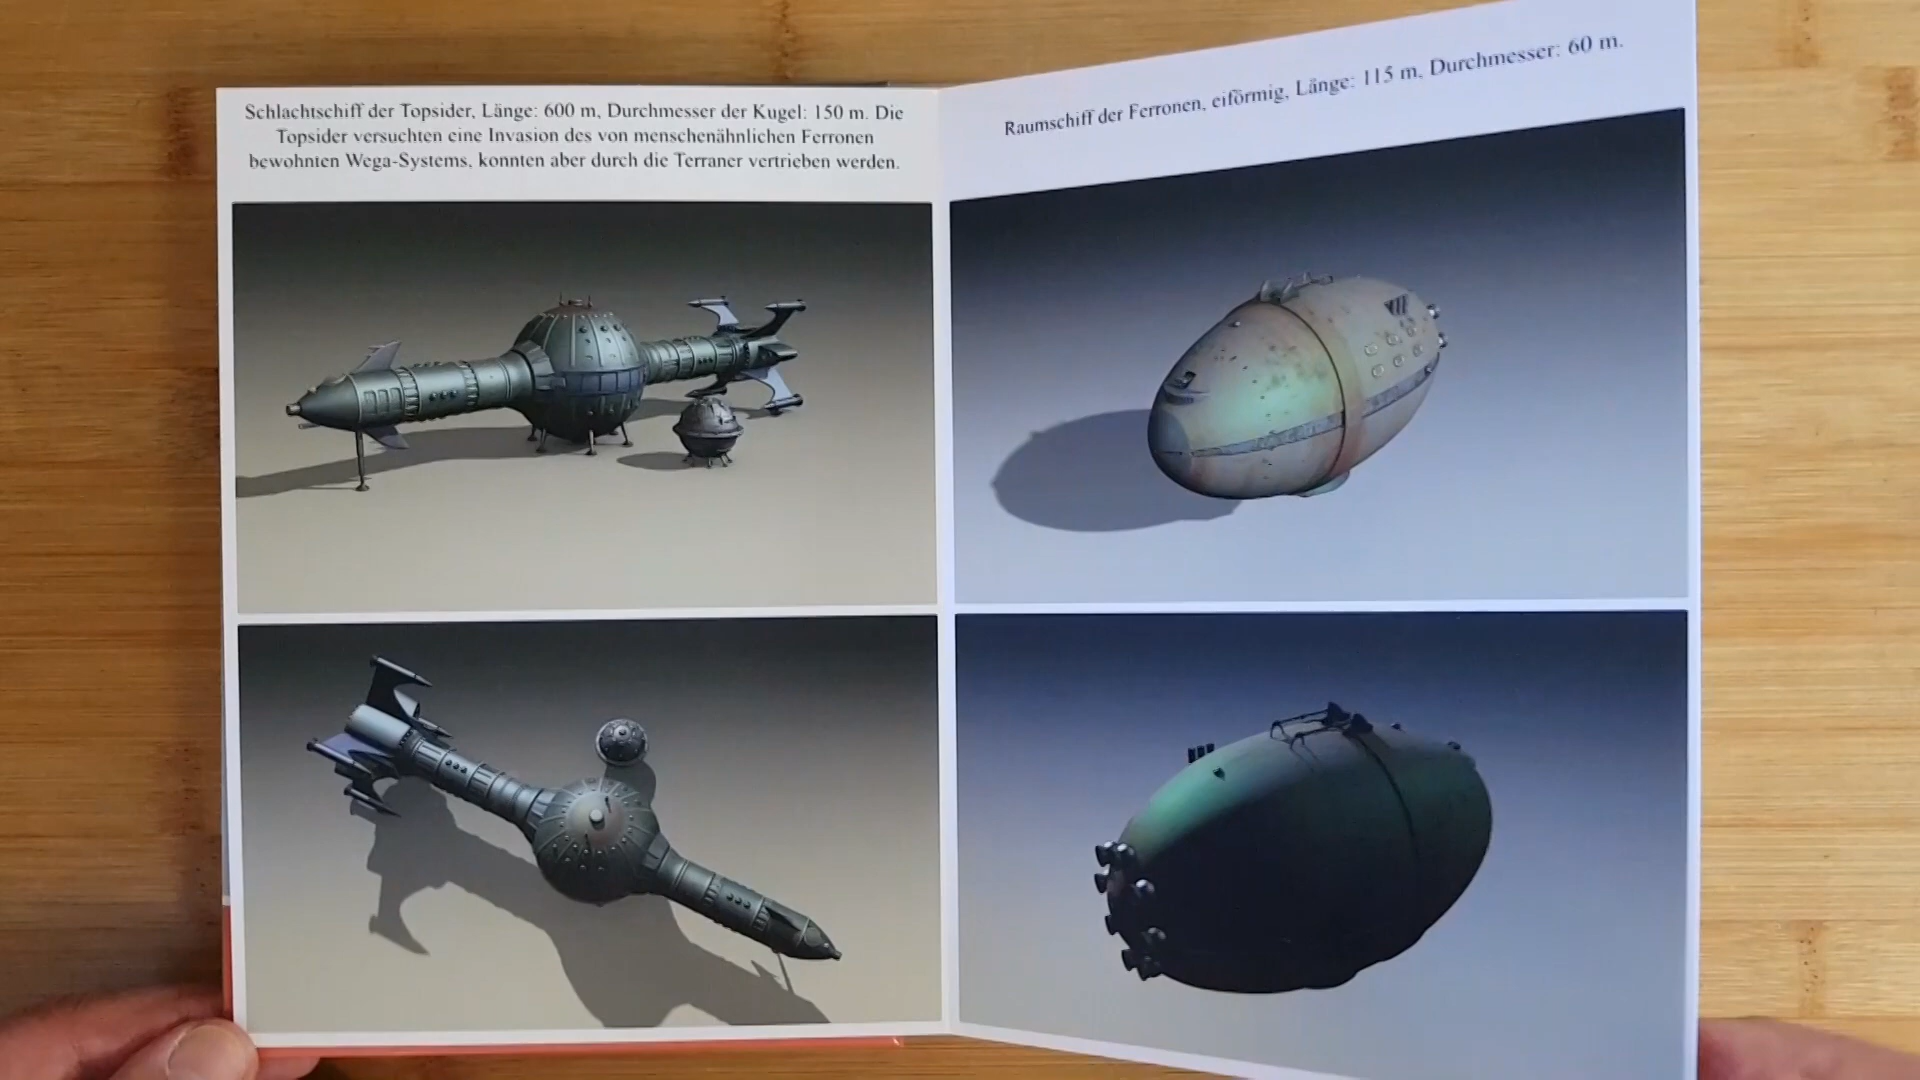 Schlachtschiff der Topsider, Länge: 600 m, Durchmesser der Kugel: 150 m. Die
Topsider versuchten eine Invasion des von menschenähnlichen Ferronen
bewohnten Wega-Systems, konnten aber durch die Terraner vertrieben werden.
Raumschiff der Ferronen, eiförmig, Länge: 115 m, Durchmesser: 60 m.